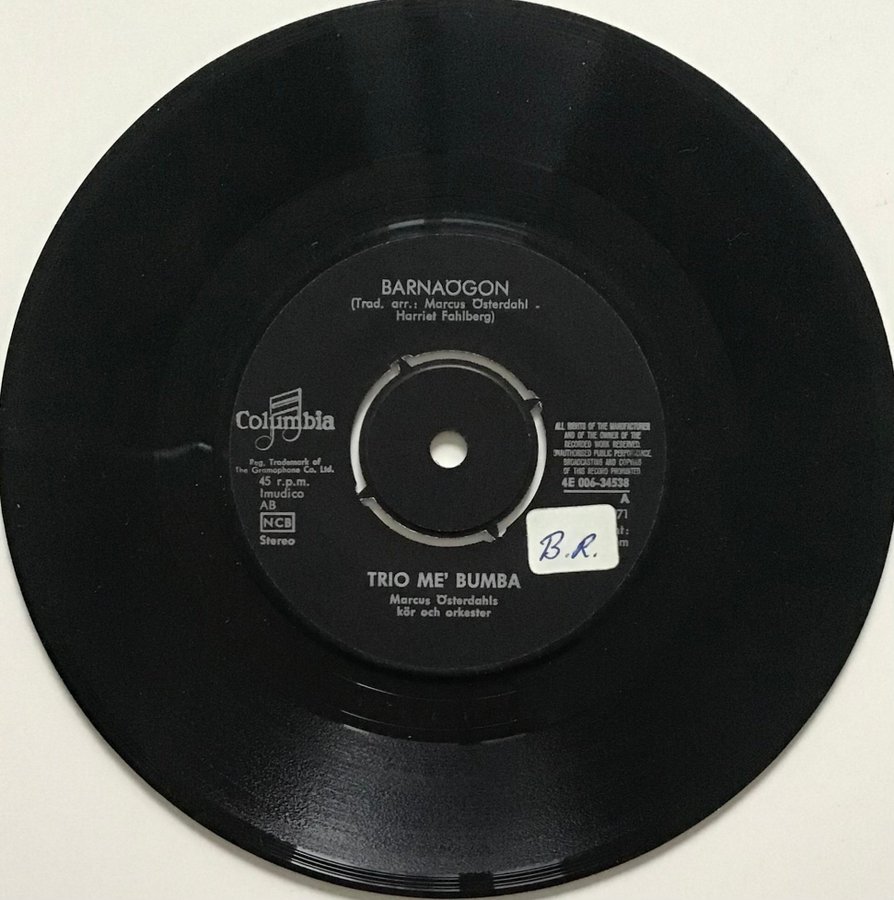 BARNAÖGON
(Trad. arr.: Marcus Österdahl -
Harriet Fahlberg)
Columbia
Reg. Trademark of
The Gramophone Co. Ltd.
45 r.p.m.
Imudico
AB
NCB
Stereo
ALL RIGHTS OF THE MANUFACTURER
AND OF THE OWNER OF THE
RECORDED WORK RESERVED.
UNAUTHORISED PUBLIC PERFORMANCE,
BROADCASTING AND COPYING
OF THIS RECORD PROHIBITED
4E 006-34538
A
71
B.R.
TRIO ME' BUMBA
Marcus Österdahls
kör och orkester